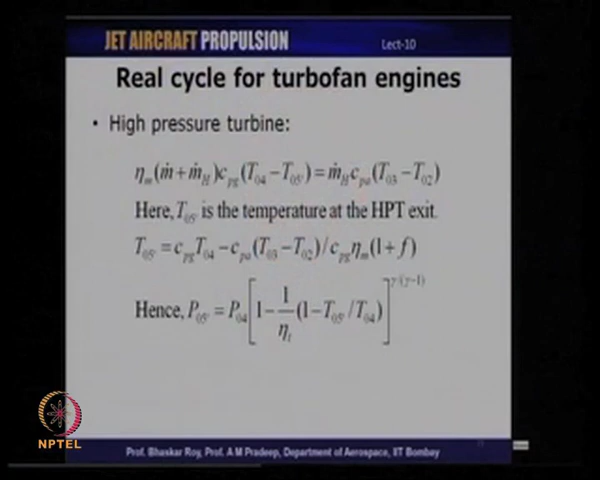 JET AIRCRAFT PROPULSION Lect-10
Real cycle for turbofan engines
• High pressure turbine:
η_m(ṁ + ṁ_H)c_pg(T_04 − T_05') = ṁ_H c_pa(T_03 − T_02)
Here, T_05' is the temperature at the HPT exit.
T_05' = c_pg T_04 − c_pa(T_03 − T_02)/c_pg η_m(1 + f)
Hence, P_05' = P_04[1 − 1/η_t (1 − T_05'/T_04)]^γ/(γ−1)
NPTEL
Prof. Bhaskar Roy, Prof. A M Pradeep, Department of Aerospace, IIT Bombay